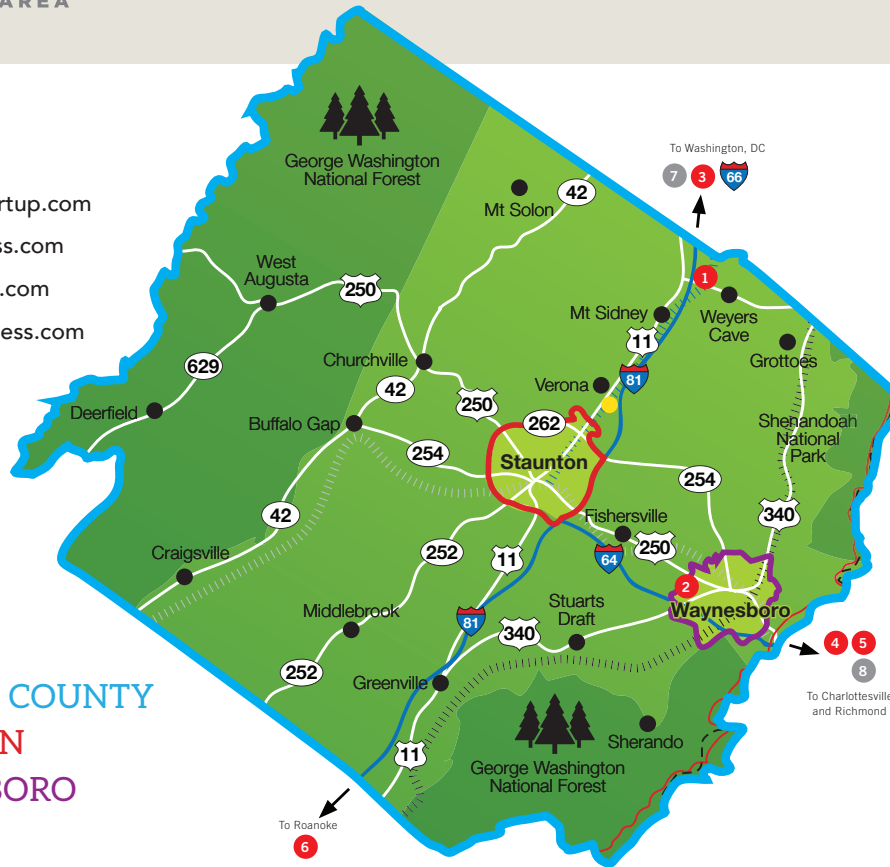 AREA
rtup.com
ss.com
.com
ness.com
To Washington, DC
7 3 66
George Washington
National Forest
Mt Solon
42
West
Augusta
250
1
Weyers
Cave
Mt Sidney
11
Grottoes
Churchville
629
42
250
Verona
81
Deerfield
Buffalo Gap
262
Shenandoah
National
Park
254
Staunton
254
42
340
Fishersville
250
252
11
64
Craigsville
2
Waynesboro
Stuarts
Draft
Middlebrook
81
340
4 5
8
252
To Charlottesville
and Richmond
Greenville
COUNTY
N
BORO
Sherando
11
George Washington
National Forest
To Roanoke
6